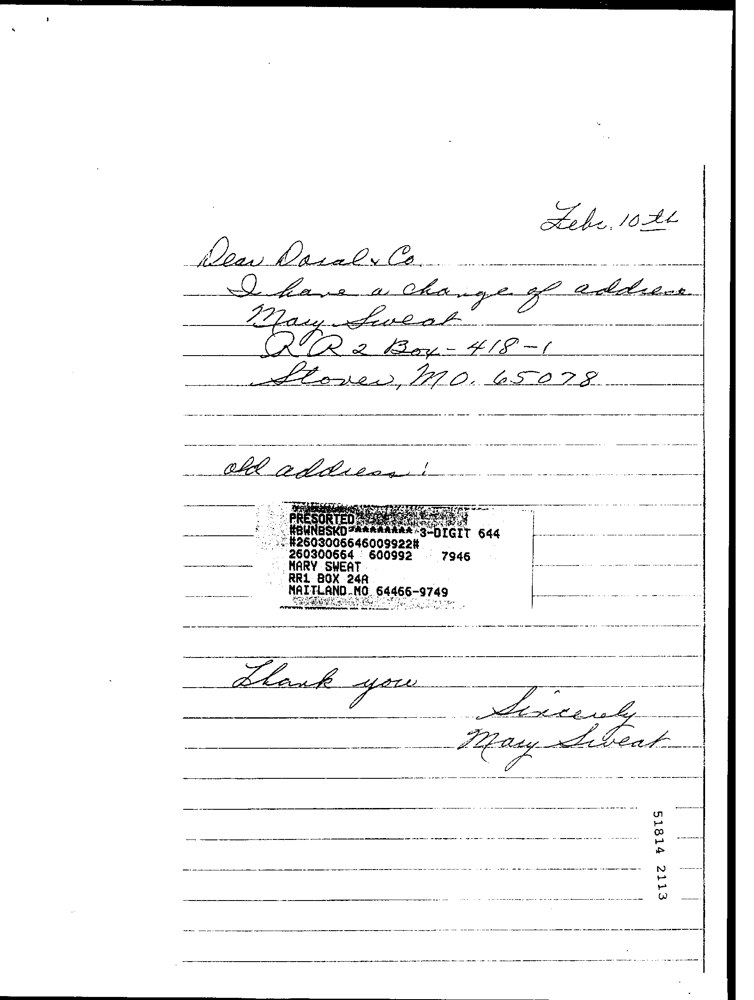 Febr. 10th
Dear Doral & Co.
I have a change of address
Mary Sweat
RR 2 Box - 418-1
Stover, MO. 65078
old address:
PRESORTED
#BWNBSKD********3-DIGIT 644
#2603006646009922#
260300664 600992 7946
MARY SWEAT
RR1 BOX 24A
MAITLAND MO 64466-9749
Thank you
Sincerely
Mary Sweat
51814 2113